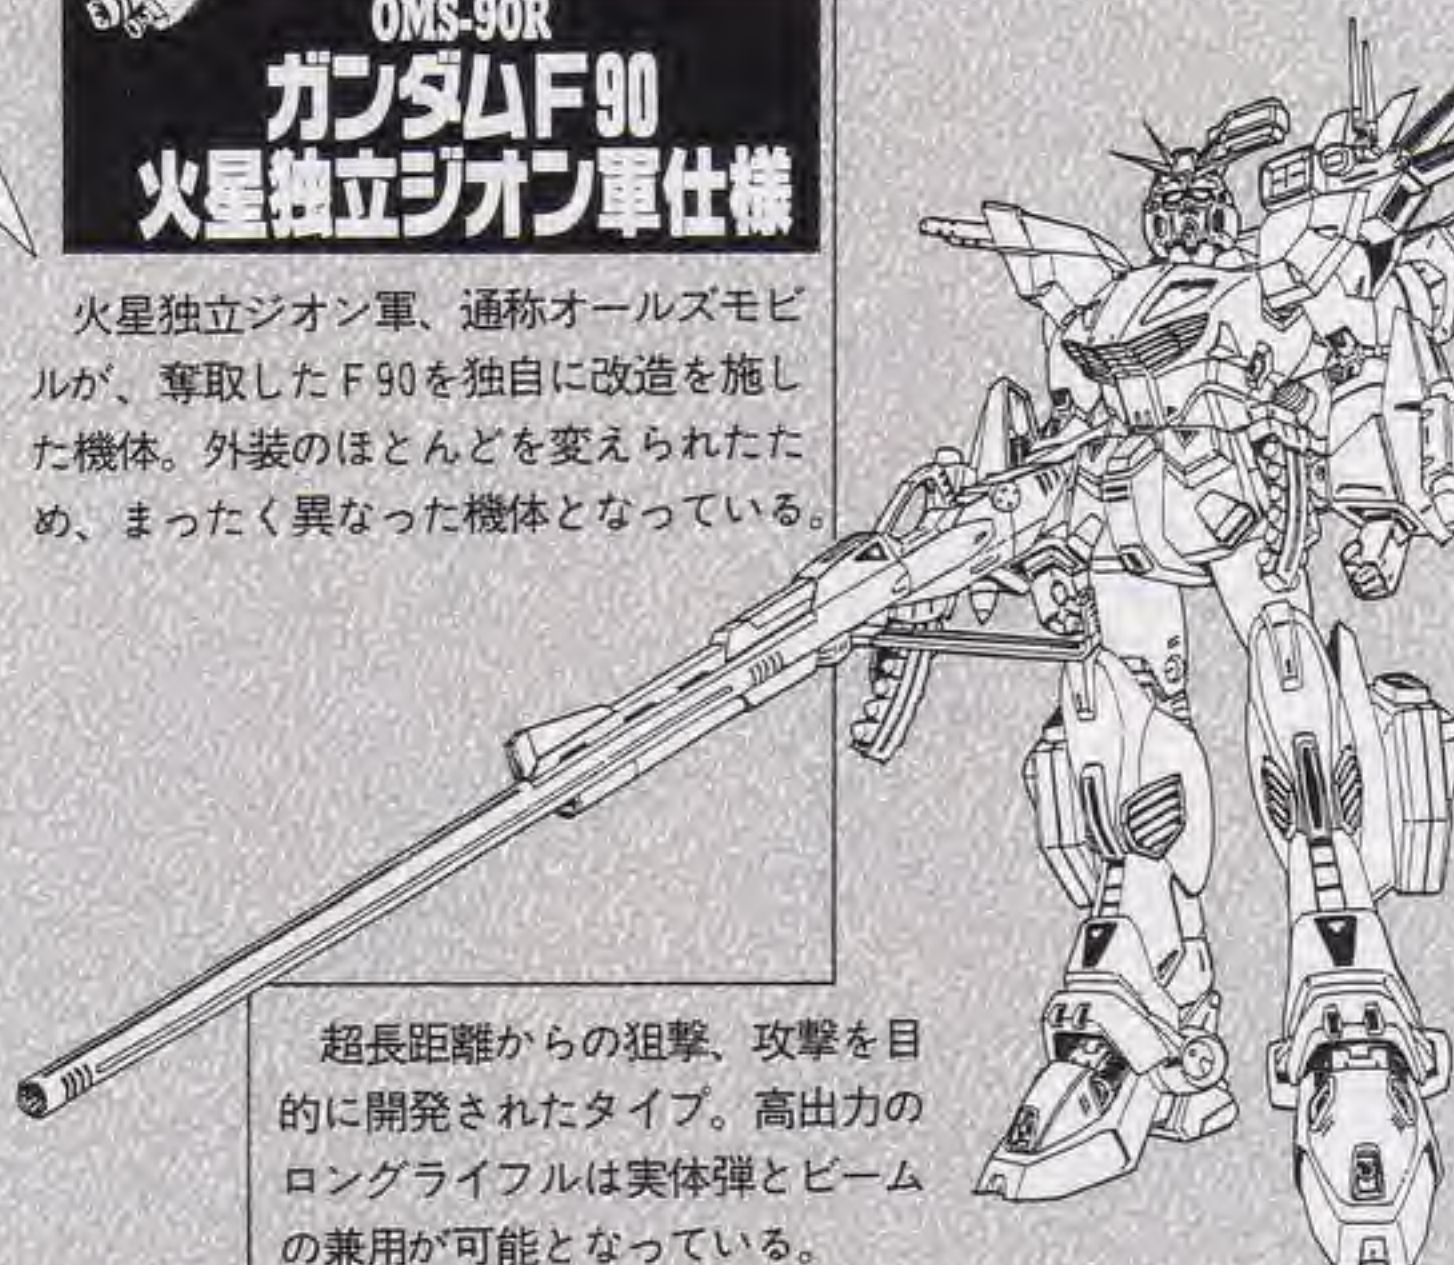 OMS-90R
ガンダムF90
火星独立ジオン軍仕様
火星独立ジオン軍、通称オールズモビ
ルが、奪取したF90を独自に改造を施し
た機体。外装のほとんどを変えられたた
め、まったく異なった機体となっている。
超長距離からの狙撃、攻撃を目
的に開発されたタイプ。高出力の
ロングライフルは実体弾とビーム
の兼用が可能となっている。